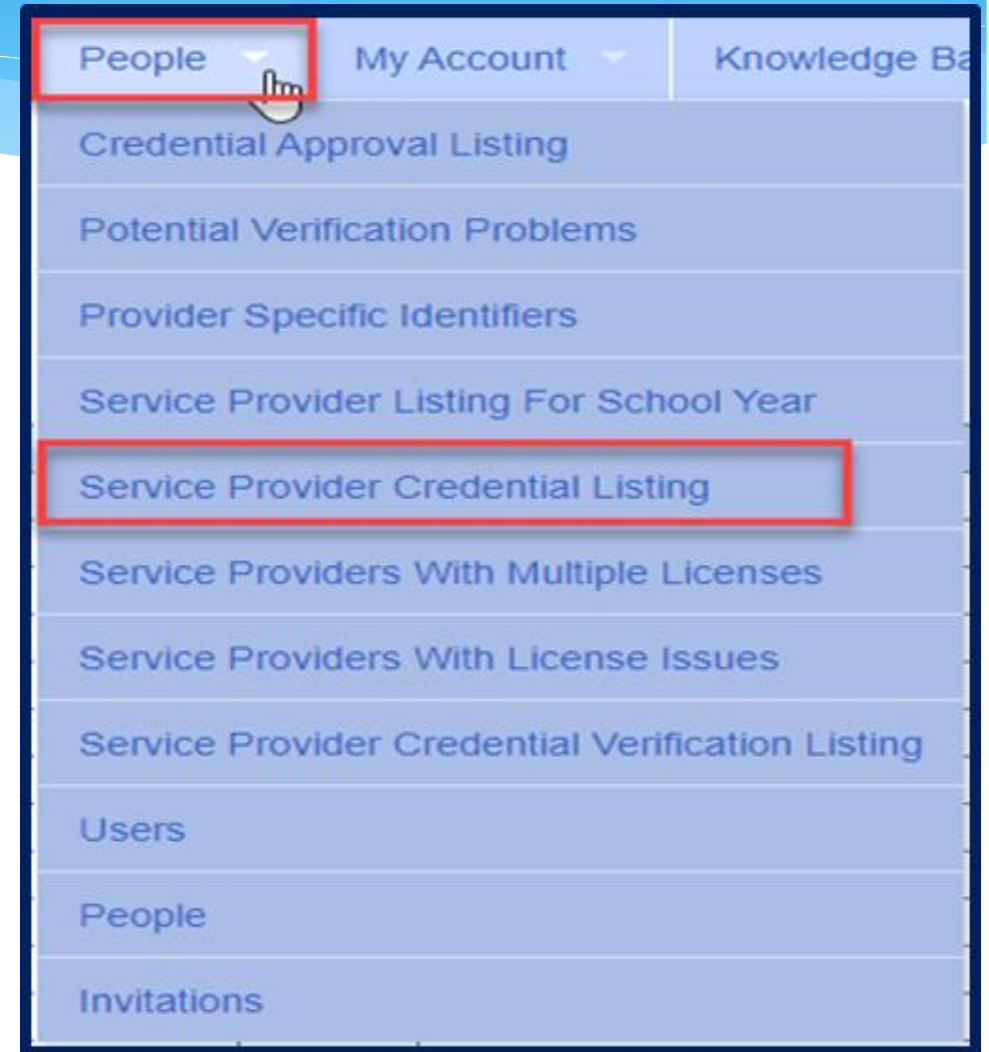 People My Account Knowledge Ba
Credential Approval Listing
Potential Verification Problems
Provider Specific Identifiers
Service Provider Listing For School Year
Service Provider Credential Listing
Service Providers With Multiple Licenses
Service Providers With License Issues
Service Provider Credential Verification Listing
Users
People
Invitations